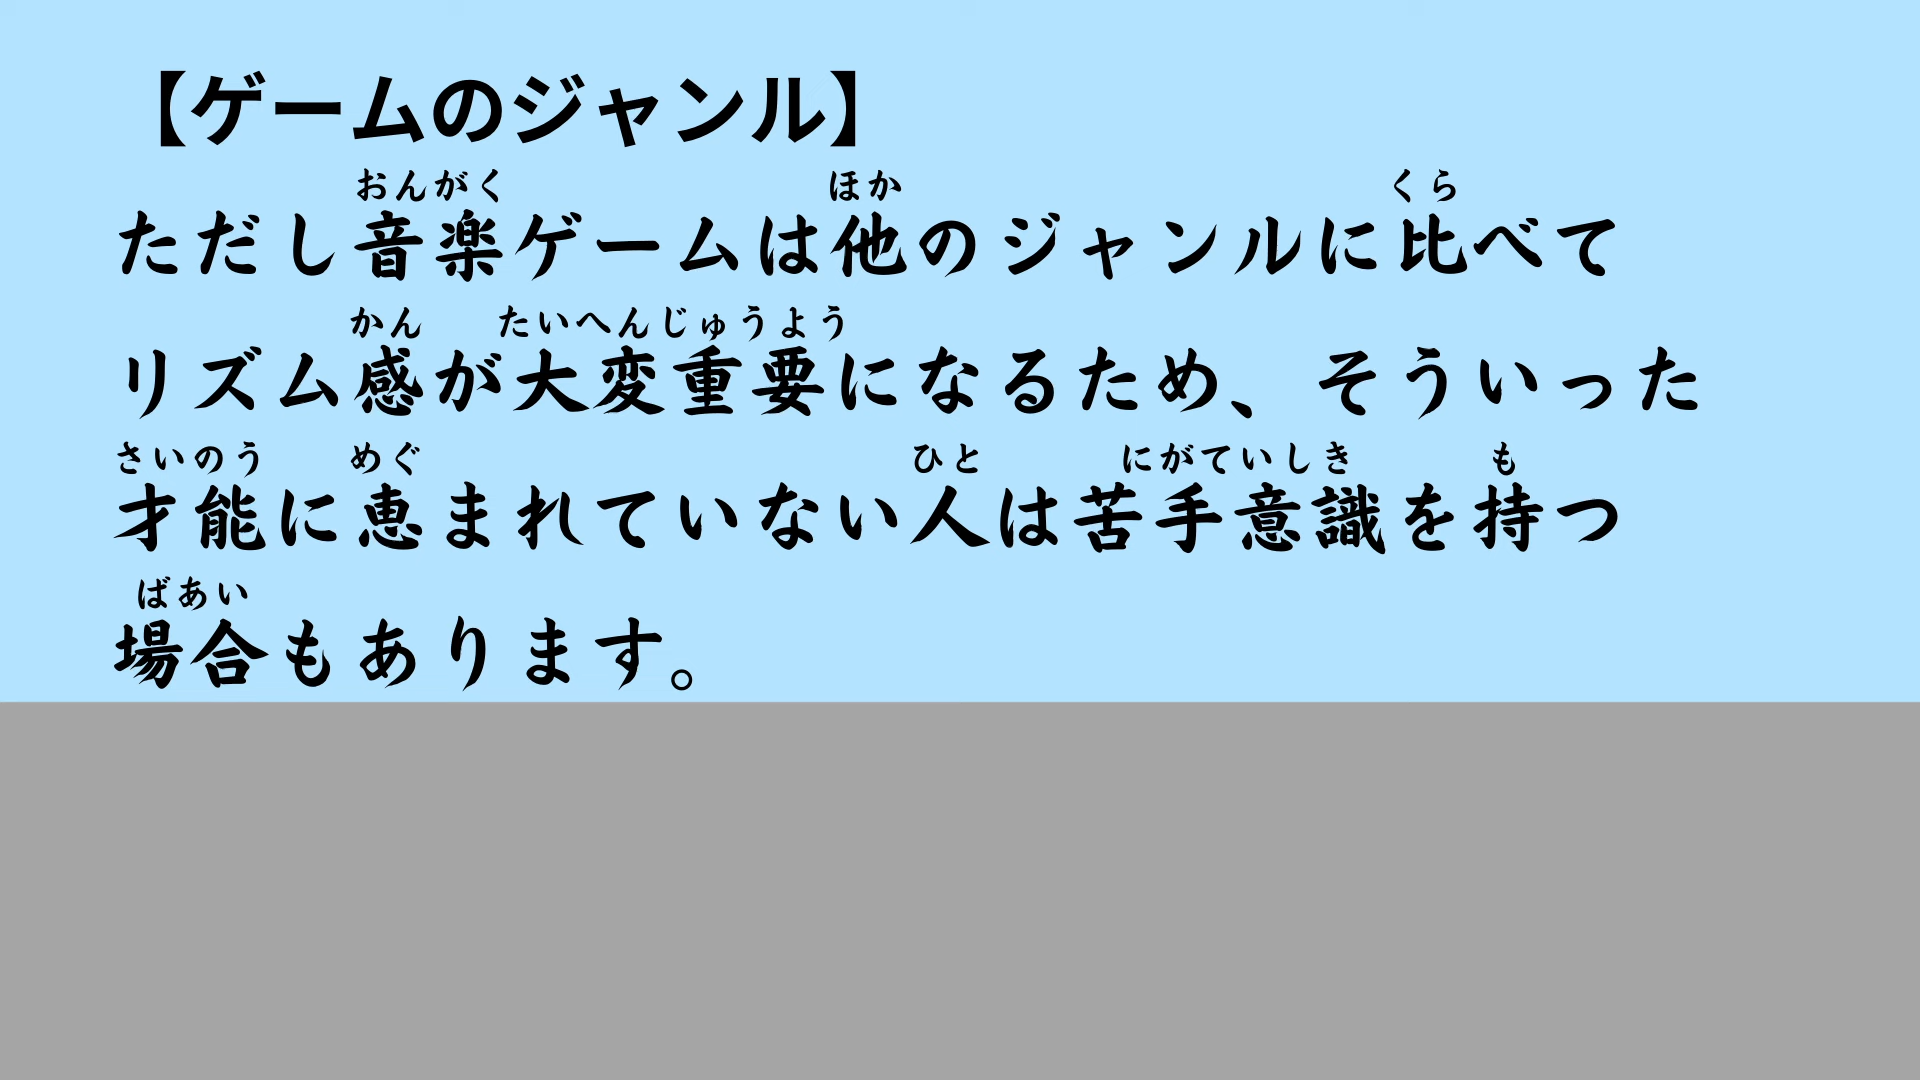 【ゲームのジャンル】
おんがく ほか くら
ただし音楽ゲームは他のジャンルに比べて
かん たいへんじゅうよう
リズム感が大変重要になるため、そういった
さいのう めぐ ひと にがていしき も
才能に恵まれていない人は苦手意識を持つ
ばあい
場合もあります。